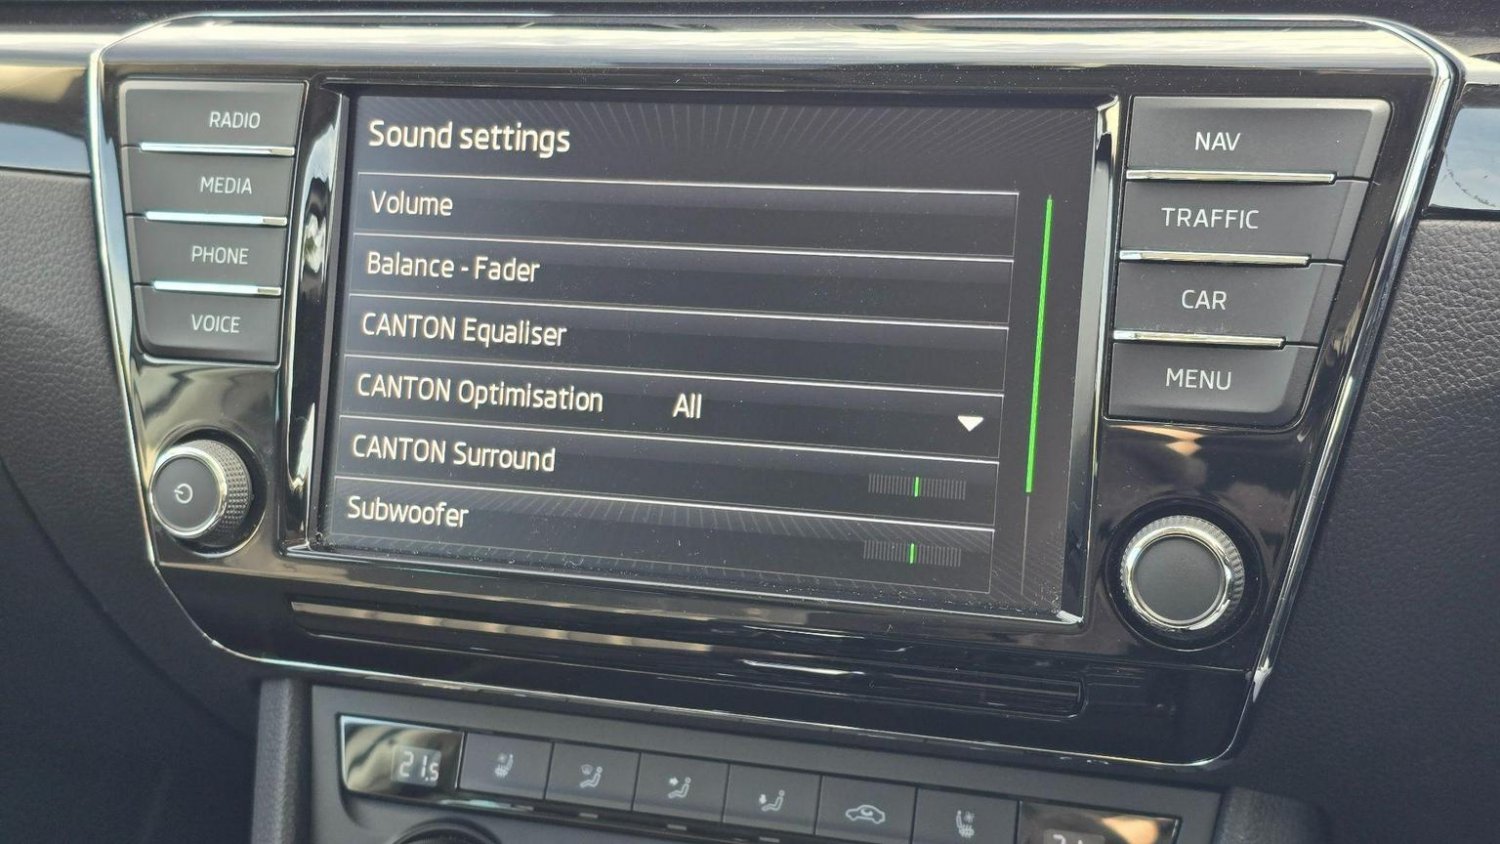 RADIO
MEDIA
PHONE
VOICE
Sound settings
Volume
Balance - Fader
CANTON Equaliser
CANTON Optimisation All
CANTON Surround
Subwoofer
NAV
TRAFFIC
CAR
MENU
21.5